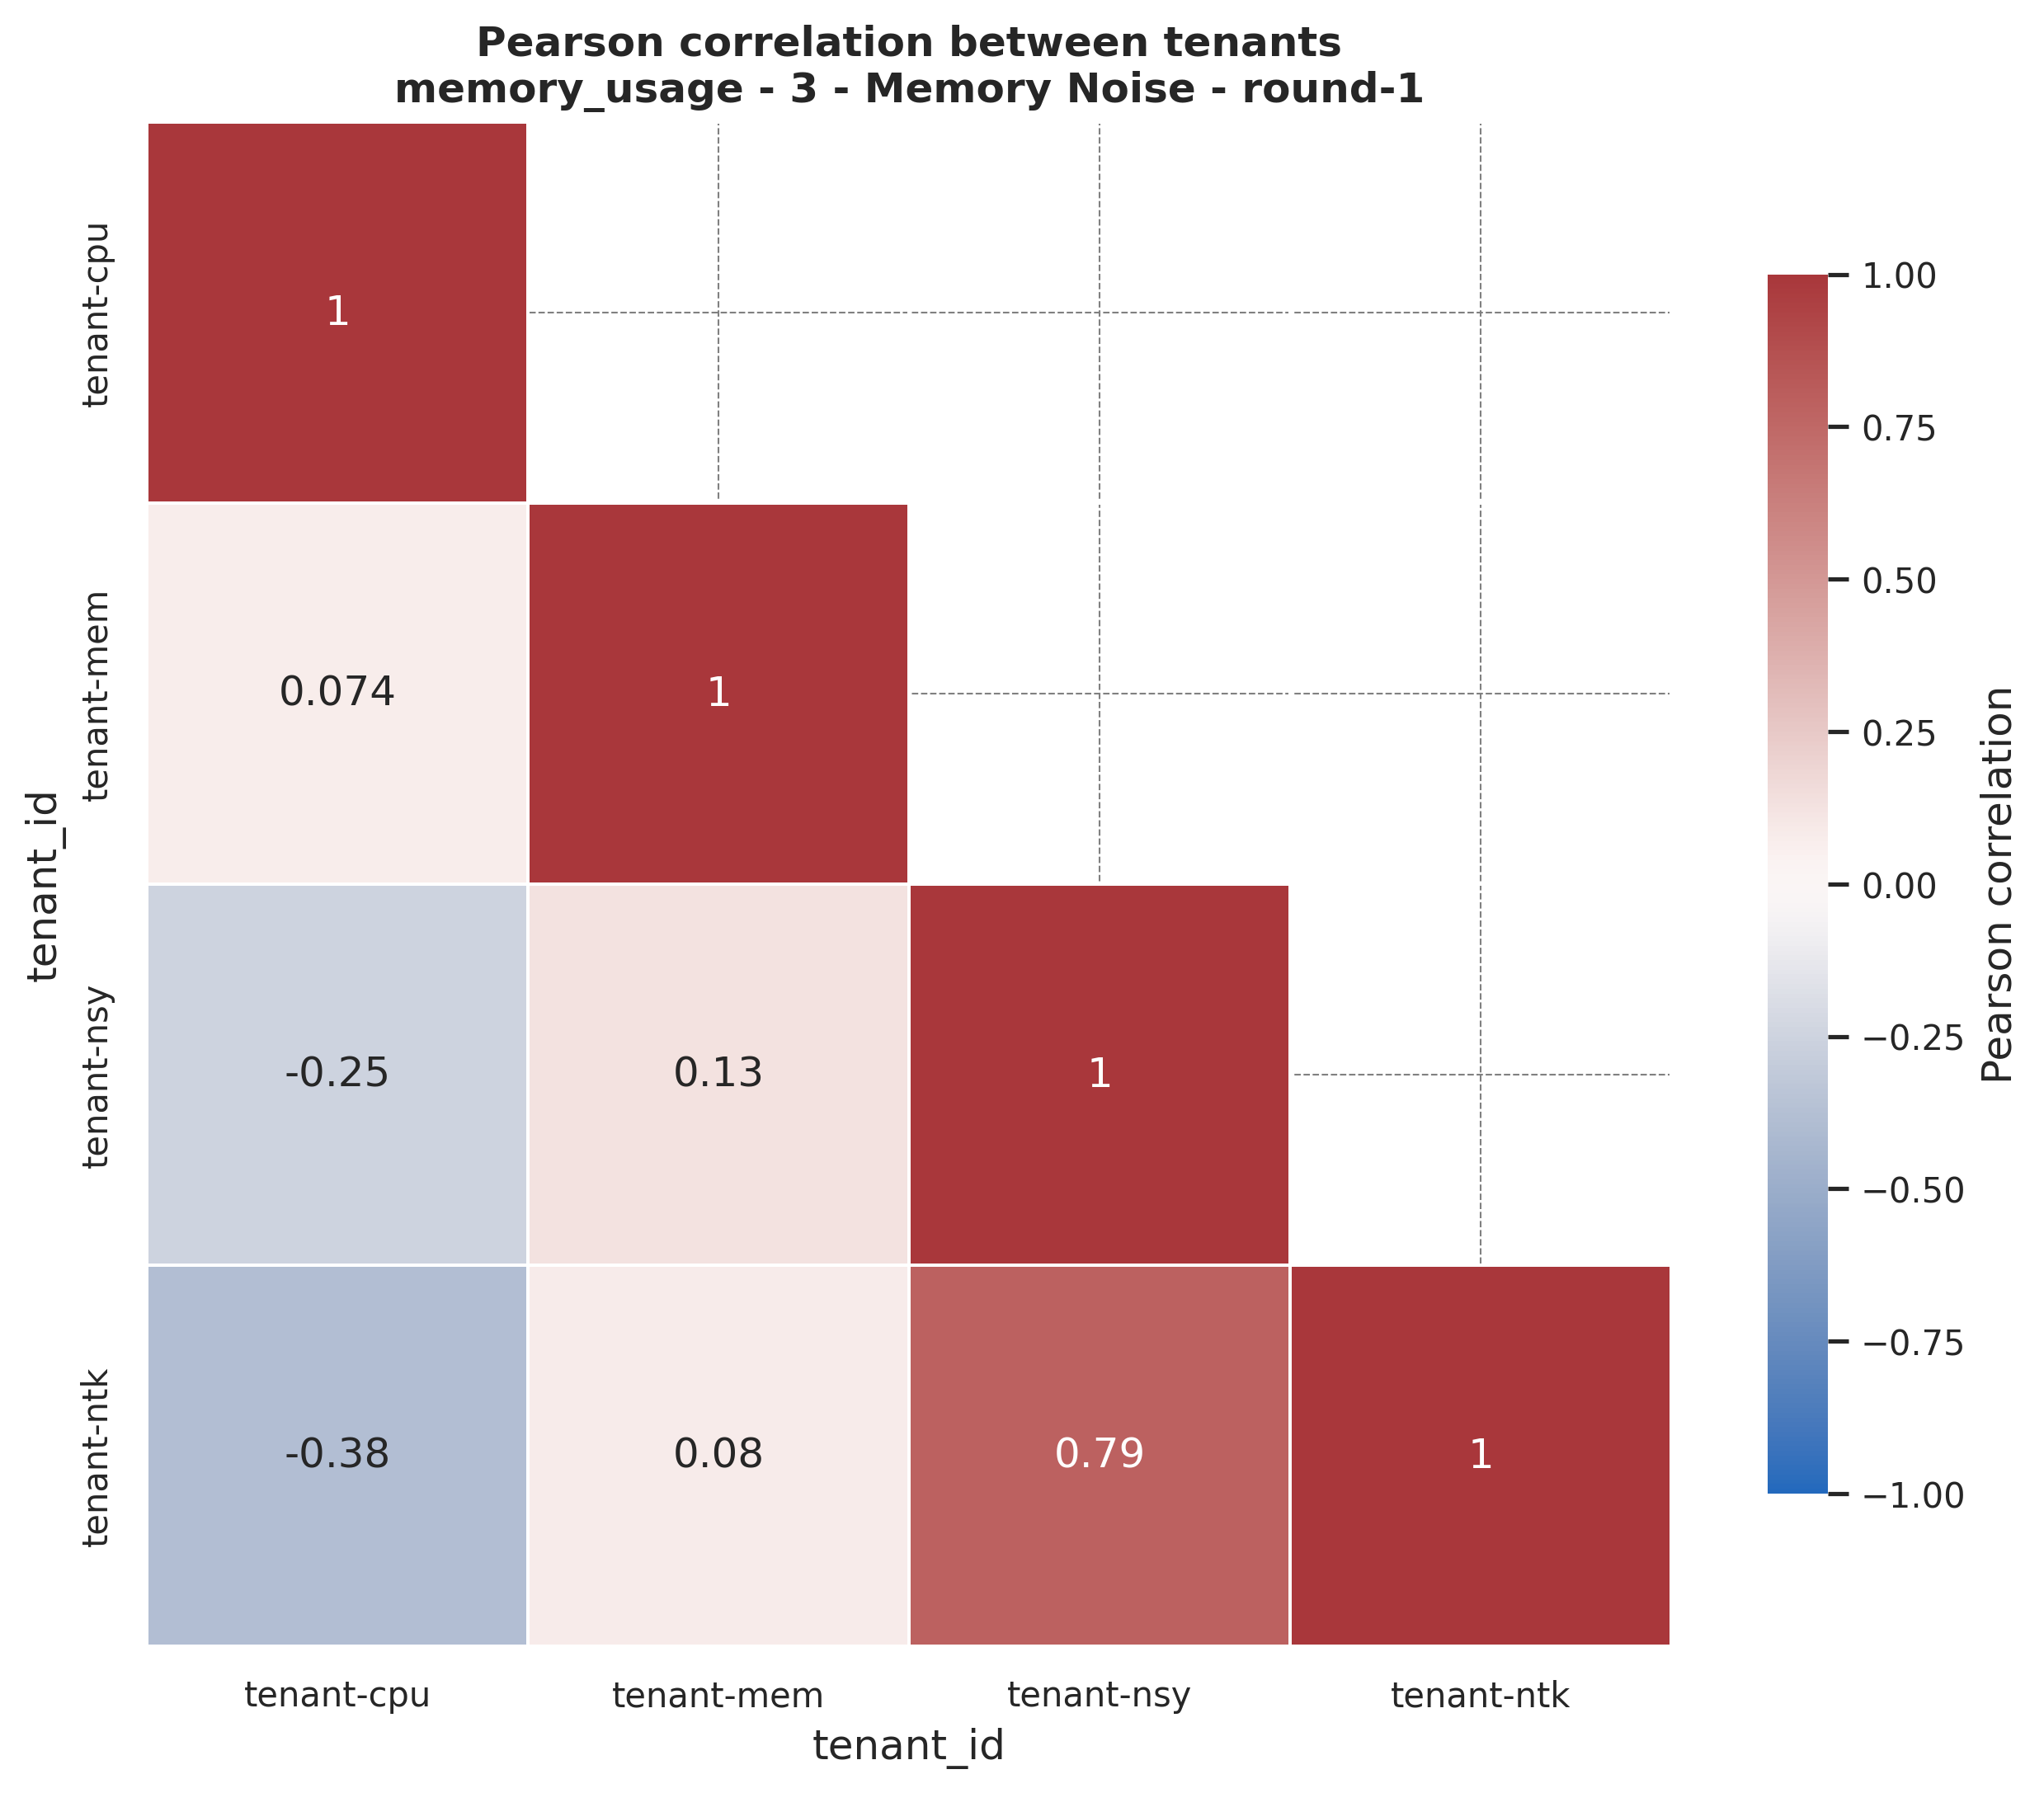 Pearson correlation between tenants
memory_usage - 3 - Memory Noise - round-1
tenant_id
tenant-cpu
1
tenant-mem
0.074 1
tenant-nsy
-0.25 0.13 1
tenant-ntk
-0.38 0.08 0.79 1
tenant-cpu tenant-mem tenant-nsy tenant-ntk
tenant_id
1.00
0.75
0.50
0.25
0.00
−0.25
−0.50
−0.75
−1.00
Pearson correlation